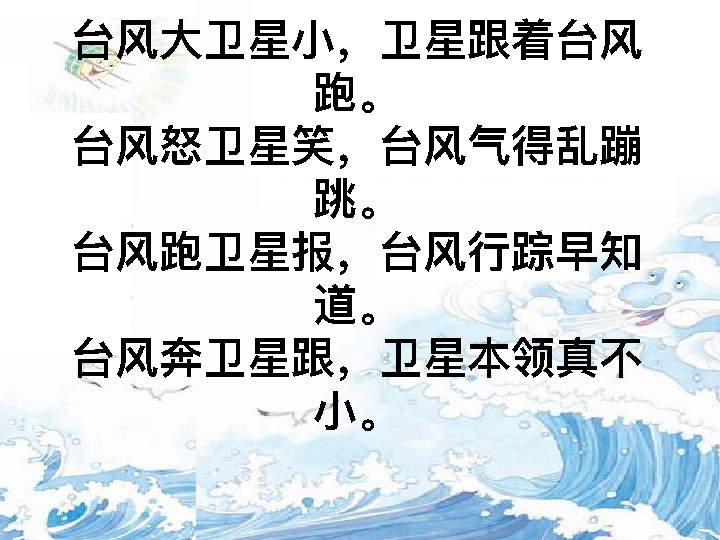 台风大卫星小，卫星跟着台风
跑。
台风怒卫星笑，台风气得乱蹦
跳。
台风跑卫星报，台风行踪早知
道。
台风奔卫星跟，卫星本领真不
小。